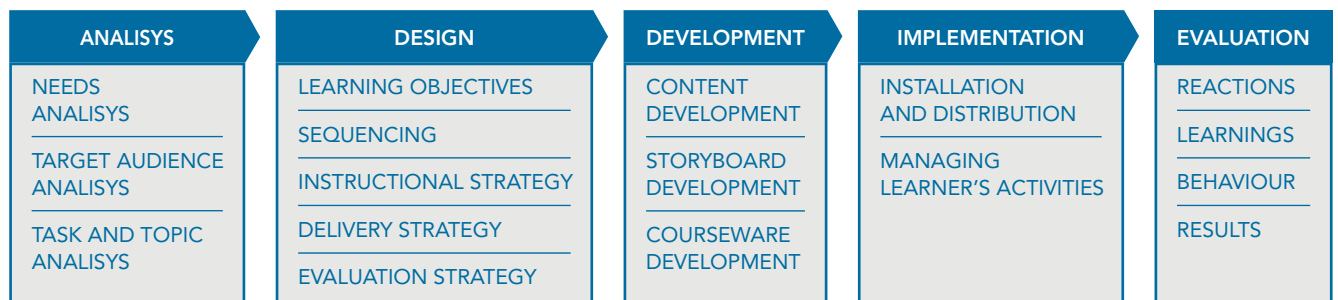 ANALISYS
NEEDS
ANALISYS
TARGET AUDIENCE
ANALISYS
TASK AND TOPIC
ANALISYS
DESIGN
LEARNING OBJECTIVES
SEQUENCING
INSTRUCTIONAL STRATEGY
DELIVERY STRATEGY
EVALUATION STRATEGY
DEVELOPMENT
CONTENT
DEVELOPMENT
STORYBOARD
DEVELOPMENT
COURSEWARE
DEVELOPMENT
IMPLEMENTATION
INSTALLATION
AND DISTRIBUTION
MANAGING
LEARNER’S ACTIVITIES
EVALUATION
REACTIONS
LEARNINGS
BEHAVIOUR
RESULTS